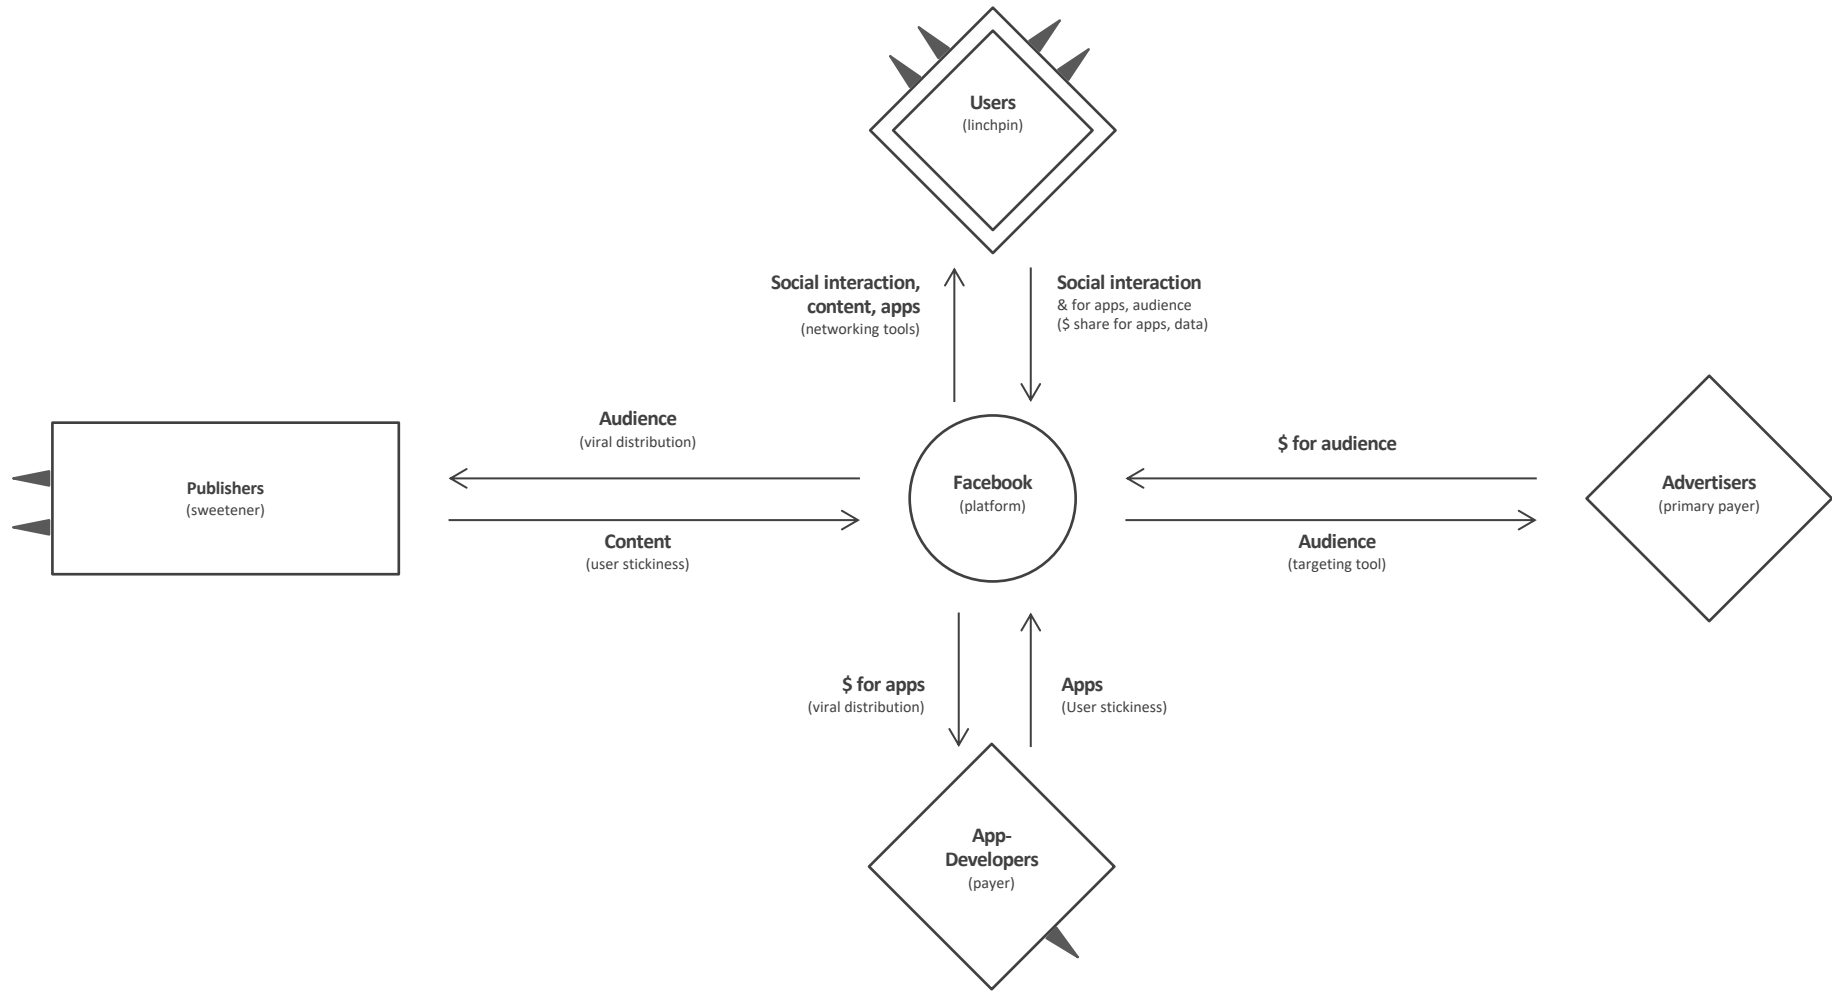 Users
(linchpin)
Social interaction,
content, apps
(networking tools)
Social interaction
& for apps, audience
($ share for apps, data)
Audience
(viral distribution)
$ for audience
Publishers
(sweetener)
Facebook
(platform)
Advertisers
(primary payer)
Content
(user stickiness)
Audience
(targeting tool)
$ for apps
(viral distribution)
Apps
(User stickiness)
App-
Developers
(payer)